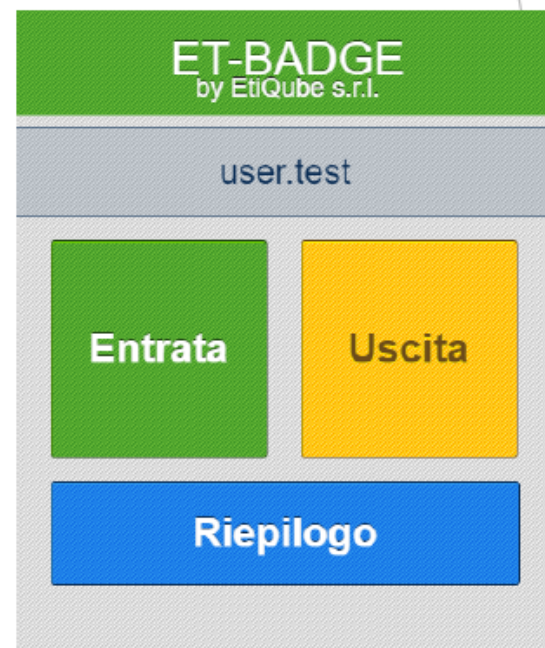 ET-BADGE
by EtiQube s.r.l.
user.test
Entrata
Uscita
Riepilogo